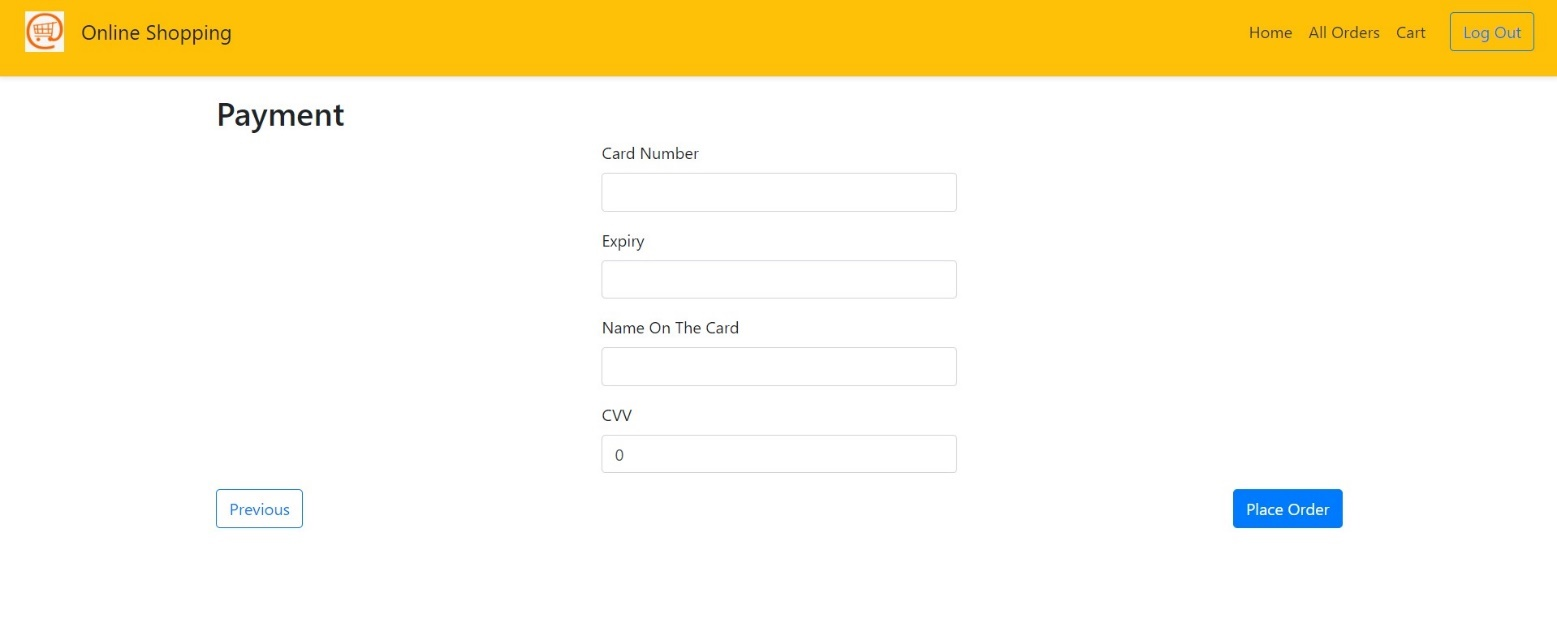 Online Shopping
Home
All Orders
Cart
Log Out
Payment
Card Number
Expiry
Name On The Card
CVV
0
Previous
Place Order